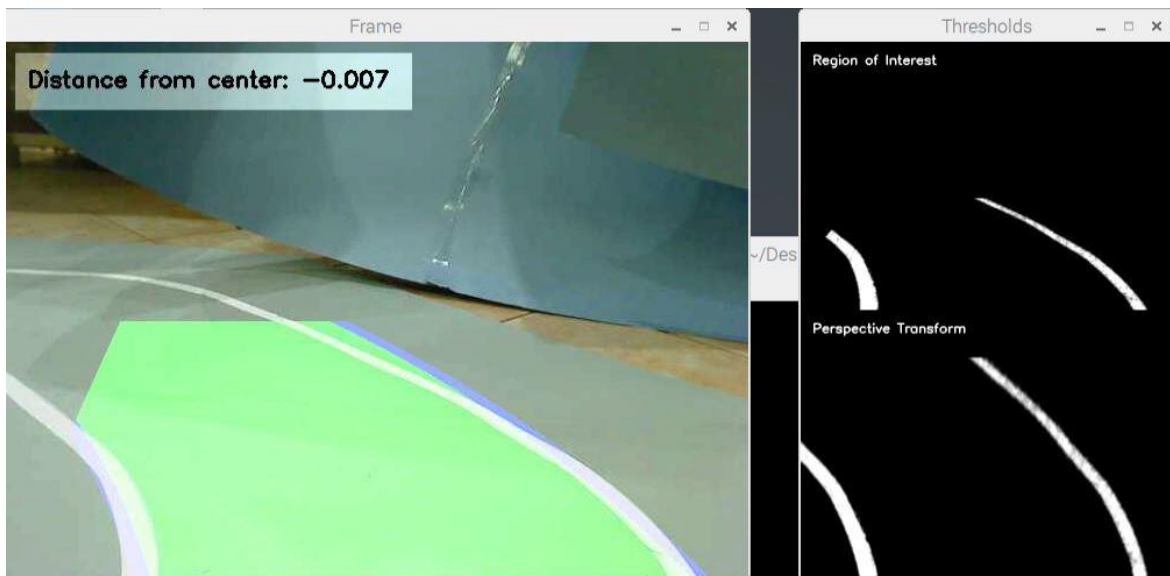 Frame
Distance from center: -0.007
~/Des
Thresholds
Region of Interest
Perspective Transform